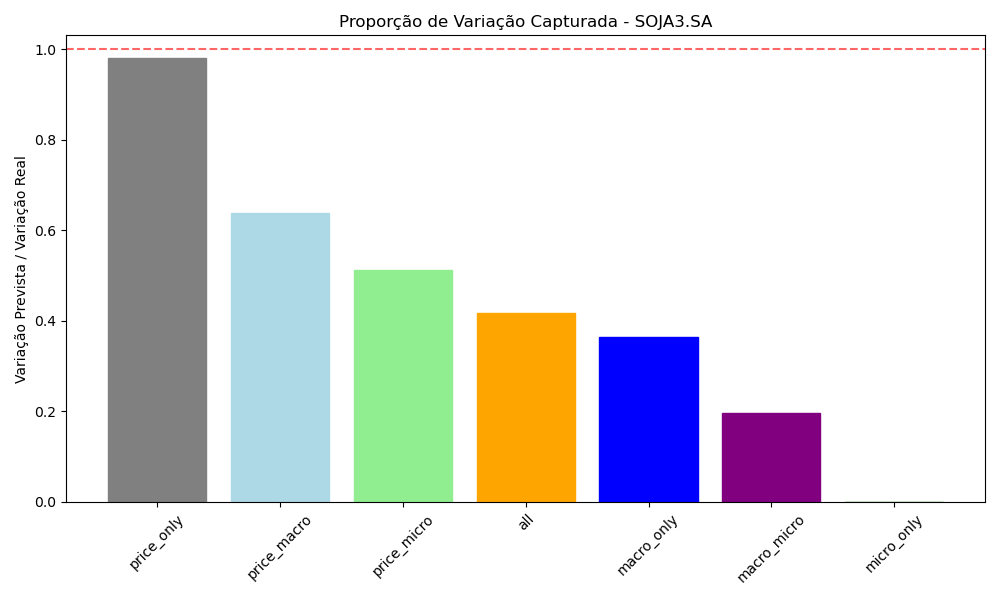 Proporção de Variação Capturada - SOJA3.SA
Variação Prevista / Variação Real
1.0
0.8
0.6
0.4
0.2
0.0
price_only
price_macro
price_micro
all
macro_only
macro_micro
micro_only